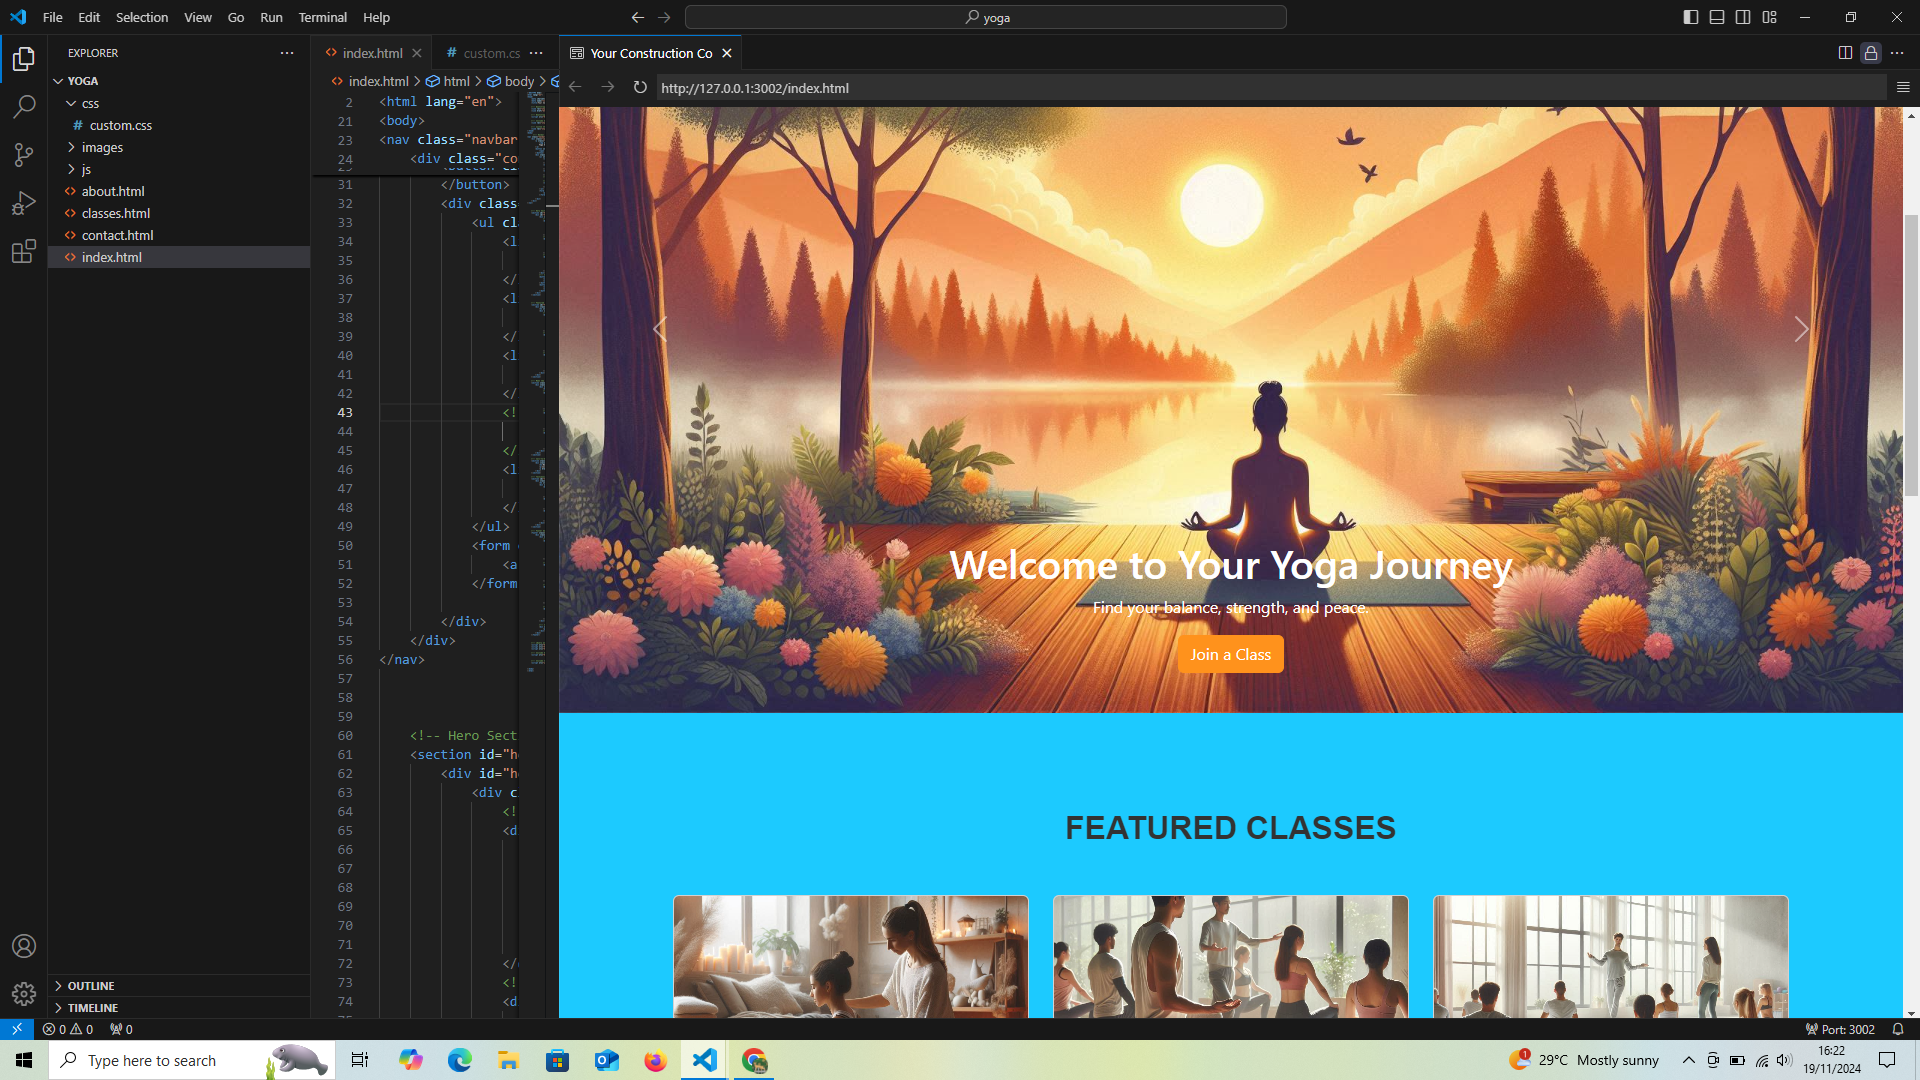 File Edit Selection View Go Run Terminal Help
yoga
EXPLORER
YOGA
css
custom.css
images
js
about.html
classes.html
contact.html
index.html
OUTLINE
TIMELINE
index.html
custom.cs
index.html > html > body >
2 <html lang="en">
21 <body>
23 <nav class="navbar
24 <div class="co
31 </button>
32 <div class
33 <ul cl
34 <l
35
36 </
37 <l
38
39 </
40 <l
41
42 </
43 <!
44
45 </
46 <l
47
48 </
49 </ul>
50 <form
51 <a
52 </form
53
54 </div>
55 </div>
56 </nav>
57
58
59
60 <!-- Hero Sect
61 <section id="h
62 <div id="h
63 <div c
64 <!
65 <d
66
67
68
69
70
71
72 </
73 <!
74 <d
Your Construction Co
http://127.0.0.1:3002/index.html
Welcome to Your Yoga Journey
Find your balance, strength, and peace.
Join a Class
FEATURED CLASSES
0 0 0
Port: 3002
Type here to search
1
29°C Mostly sunny
16:22
19/11/2024